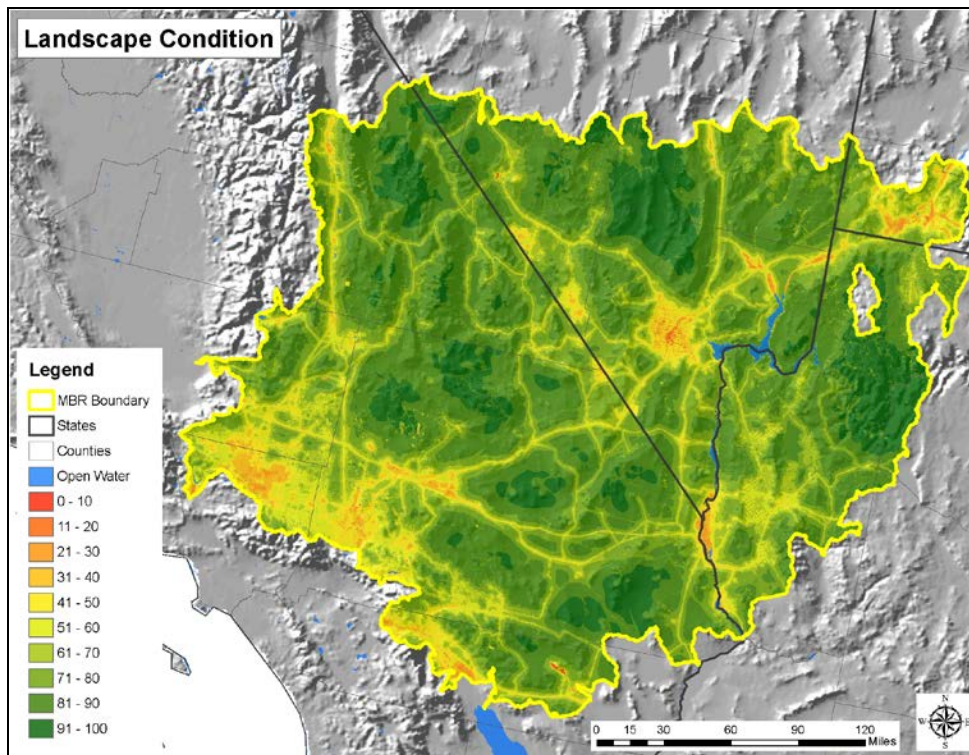 Landscape Condition
Legend
MBR Boundary
States
Counties
Open Water
0 - 10
11 - 20
21 - 30
31 - 40
41 - 50
51 - 60
61 - 70
71 - 80
81 - 90
91 - 100
N
W E
S
0 15 30 60 90 120
Miles